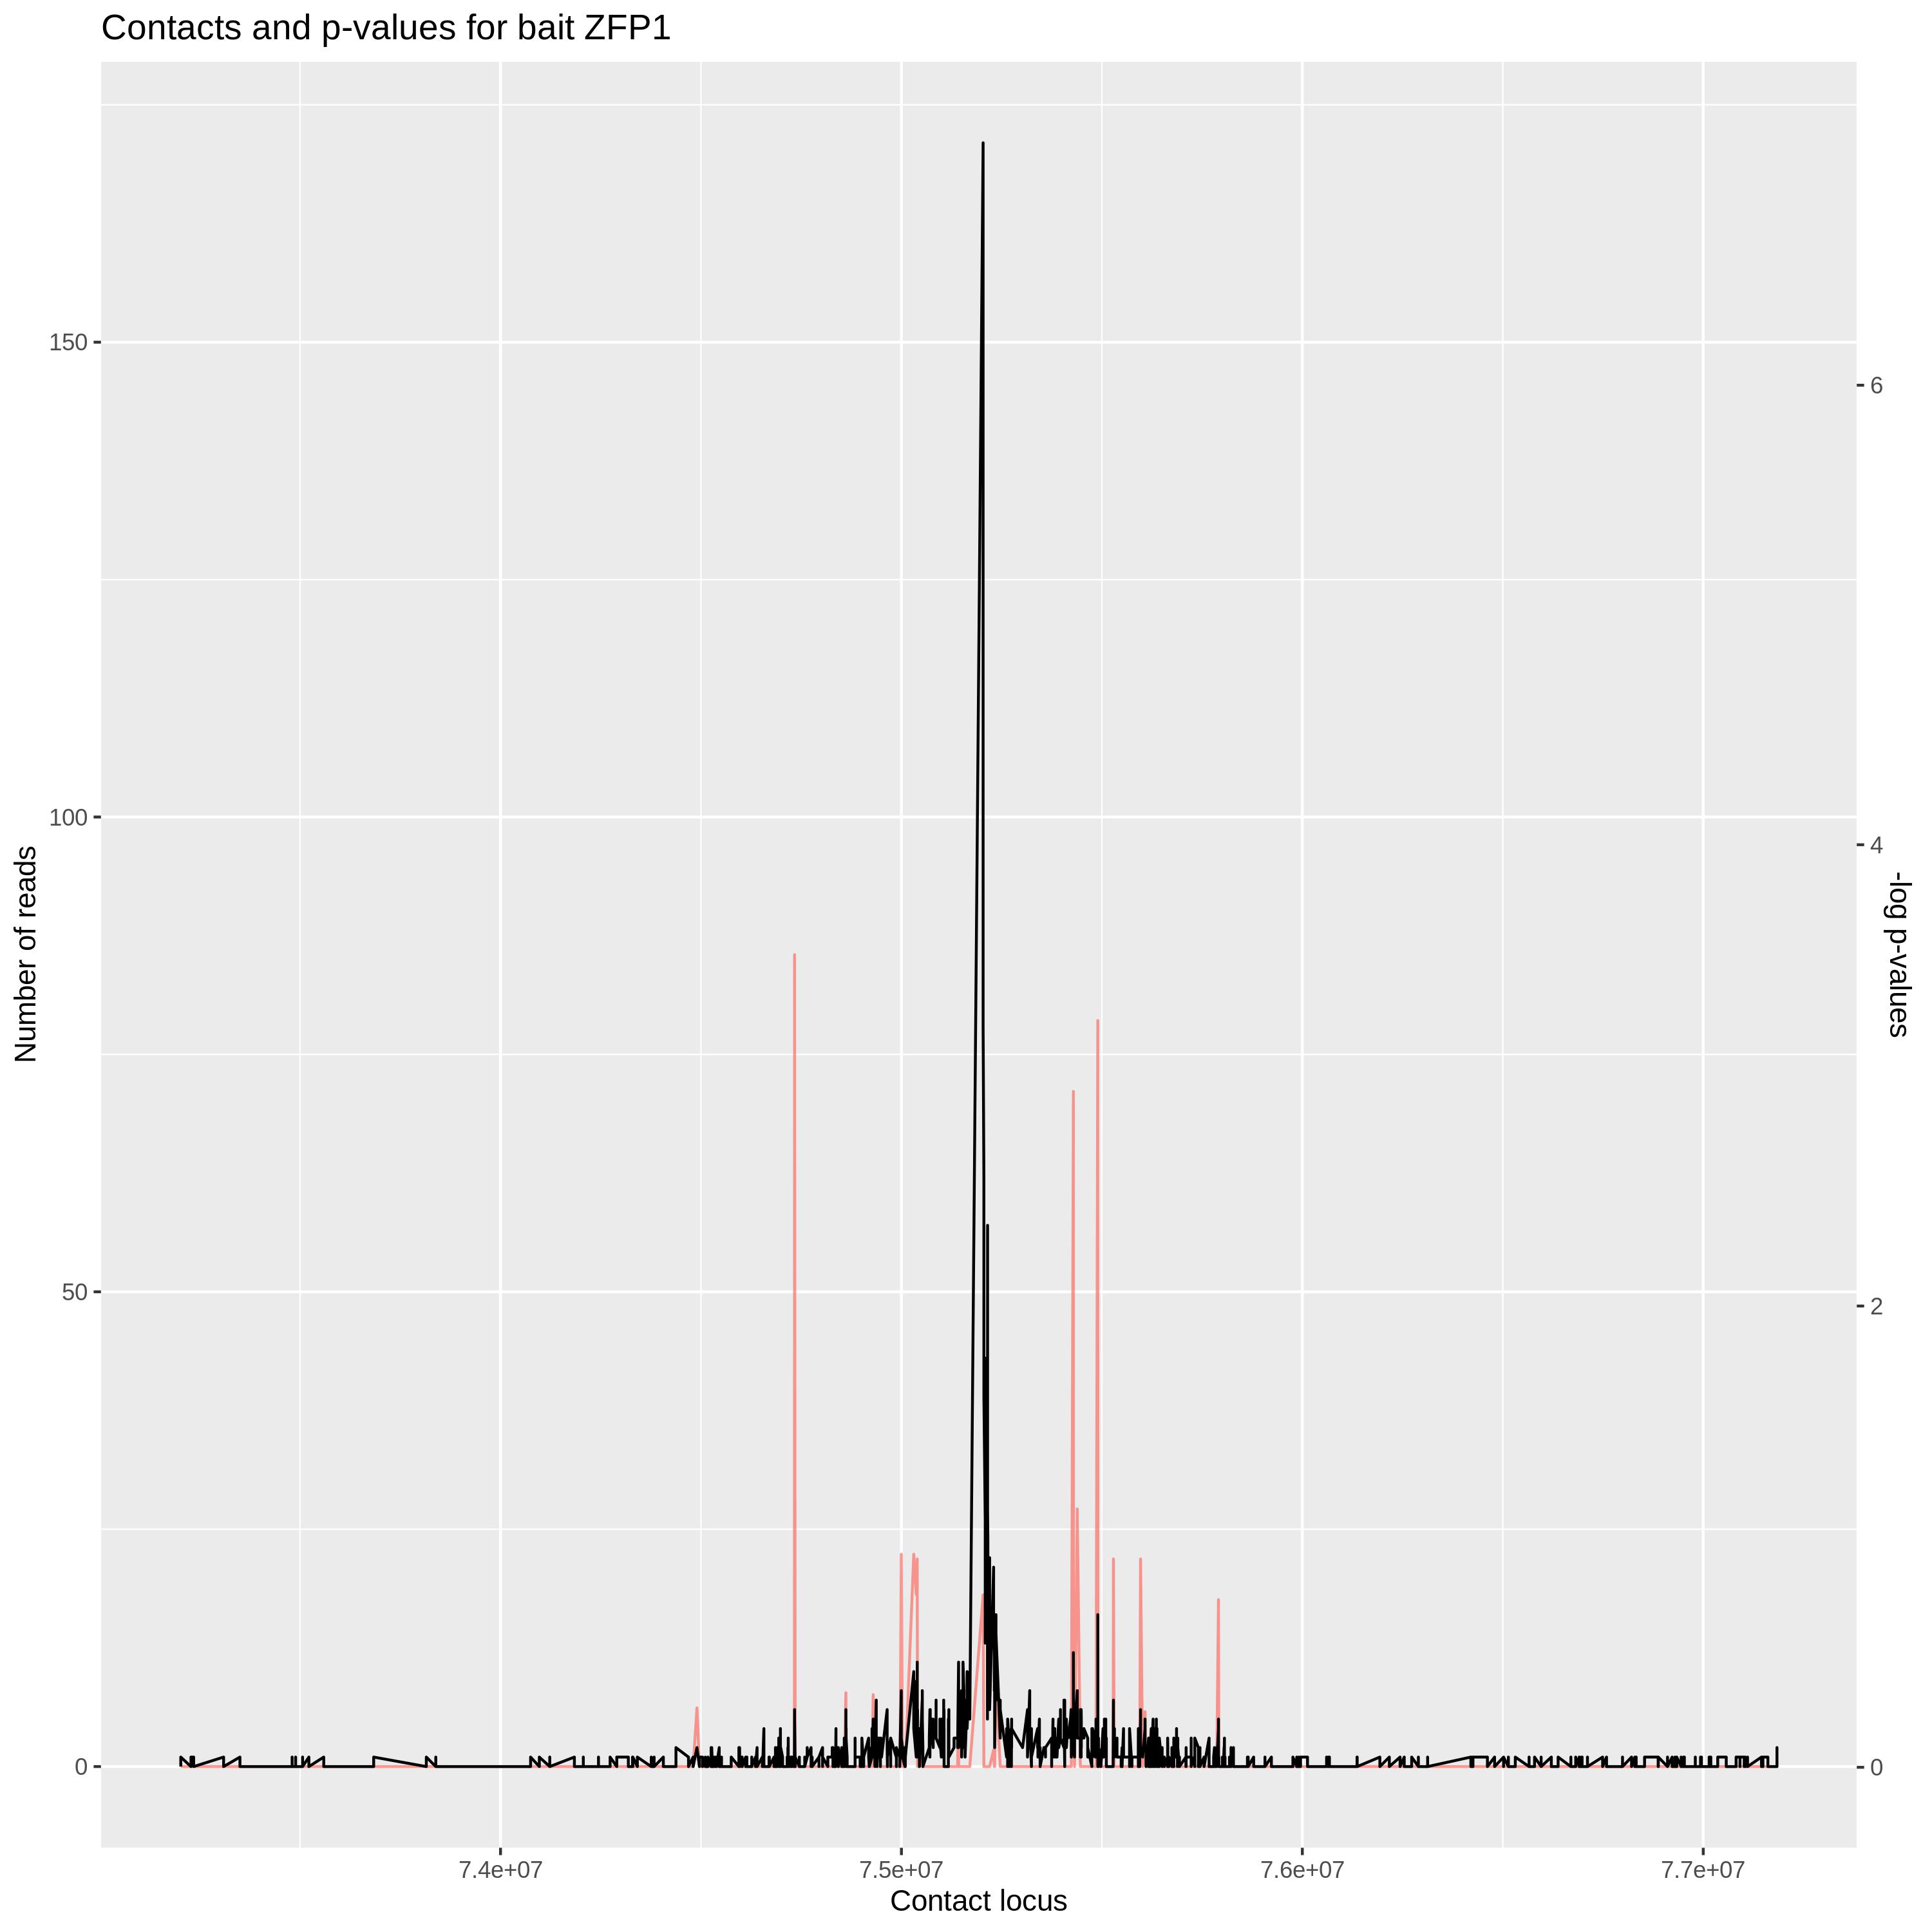 Contacts and p-values for bait ZFP1
150
100
50
0
Number of reads
6
4
2
0
-log p-values
7.4e+07 7.5e+07 7.6e+07 7.7e+07
Contact locus